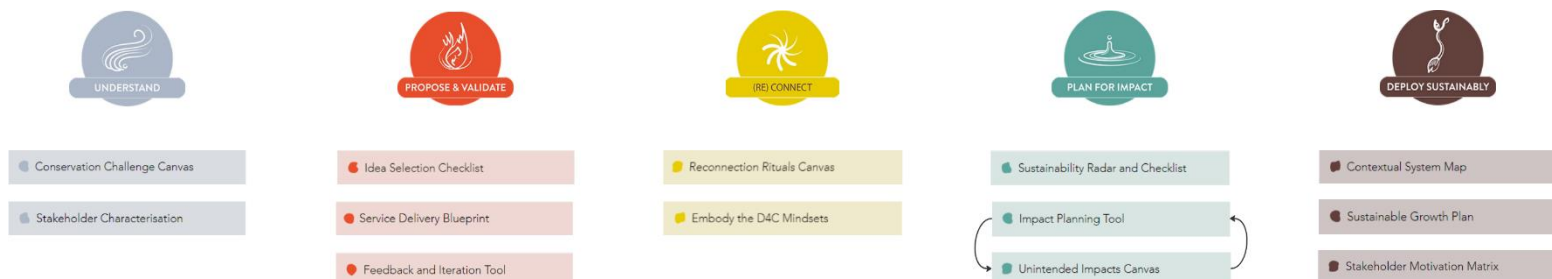 UNDERSTAND
Conservation Challenge Canvas
Stakeholder Characterisation
PROPOSE & VALIDATE
Idea Selection Checklist
Service Delivery Blueprint
Feedback and Iteration Tool
(RE) CONNECT
Reconnection Rituals Canvas
Embody the D4C Mindsets
PLAN FOR IMPACT
Sustainability Radar and Checklist
Impact Planning Tool
Unintended Impacts Canvas
DEPLOY SUSTAINABLY
Contextual System Map
Sustainable Growth Plan
Stakeholder Motivation Matrix